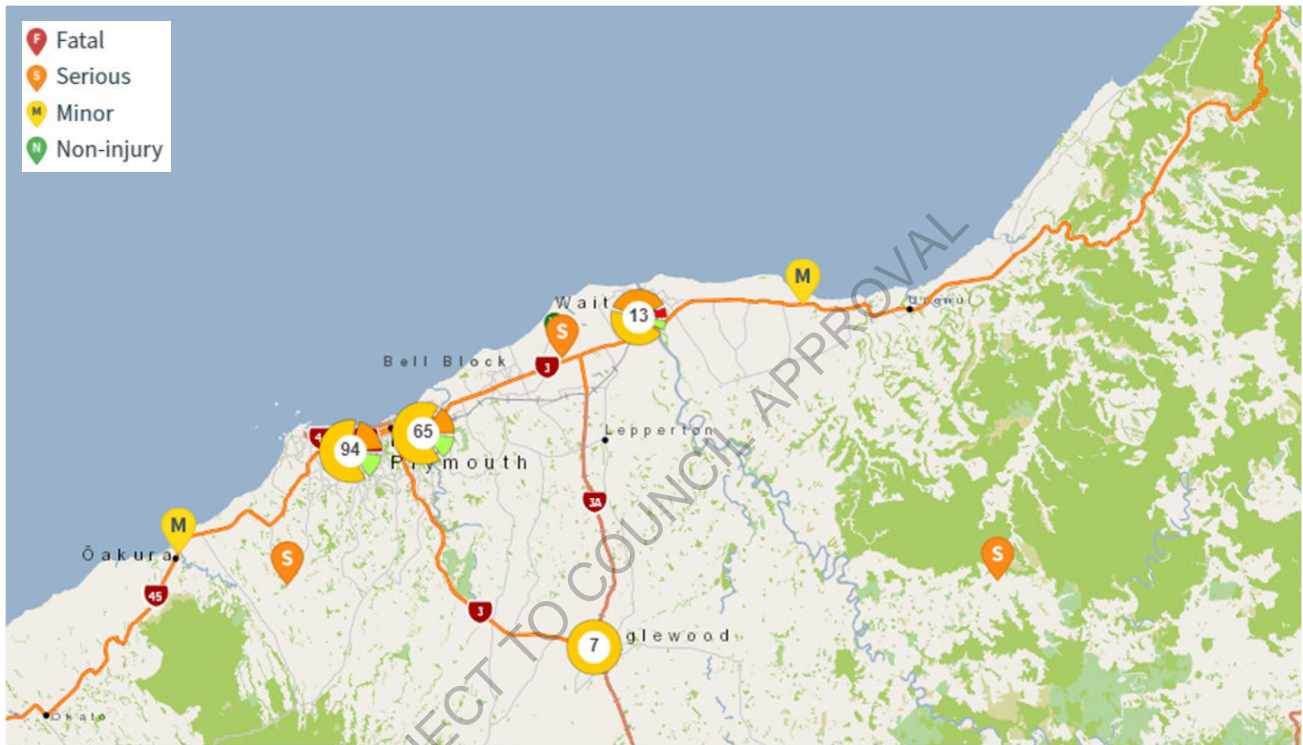 F Fatal
S Serious
M Minor
N Non-injury
M
Wait
13
S
Bell Block
3
65
94
Lepperton
3A
M
Ōakura
S
S
45
3
7
glewood
Okato
JECT TO COUNCIL APPROVAL